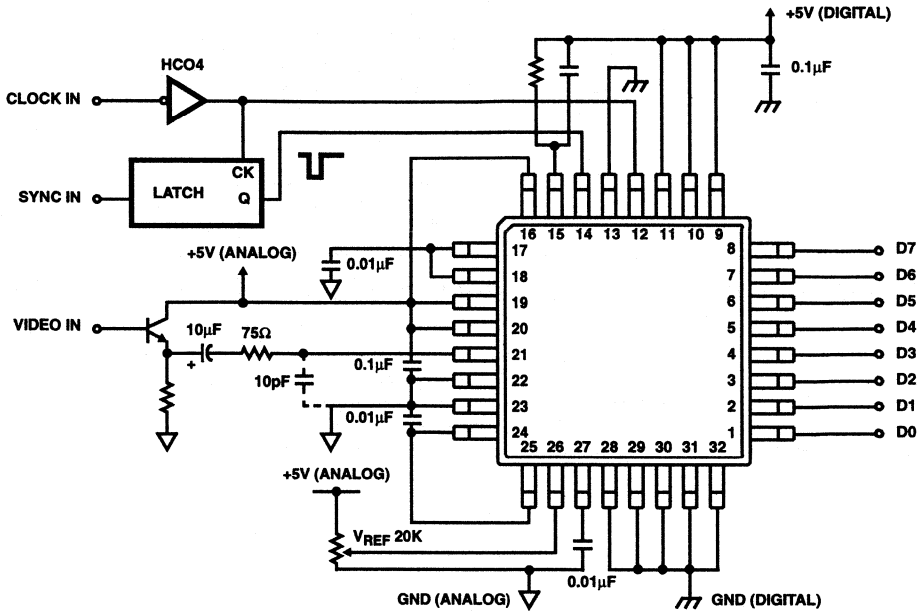 +5V (DIGITAL)
HCO4
0.1μF
CLOCK IN
CK
LATCH
SYNC IN
Q
16 15 14 13 12 11 10 9
+5V (ANALOG)
17
8
D7
0.01μF
18
7
D6
19
6
D5
VIDEO IN
10μF
75Ω
20
5
D4
+
21
4
D3
0.1μF
10pF
22
3
D2
0.01μF
23
2
D1
24
1
D0
25 26 27 28 29 30 31 32
+5V (ANALOG)
VREF 20K
0.01μF
GND (ANALOG)
GND (DIGITAL)